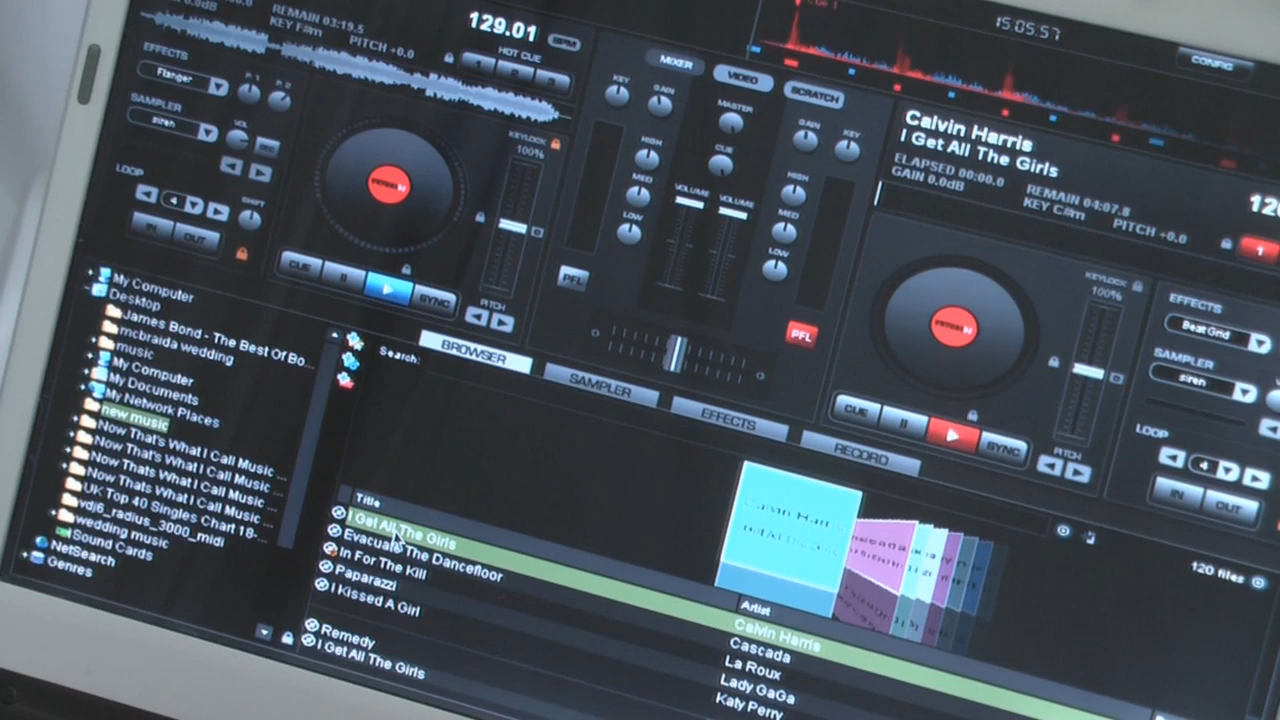 REMAIN 03:19.5
KEY F#m
PITCH +0.0
129.01
BPM
HOT CUE
1 2 3
EFFECTS
Flanger
P 1
P 2
SAMPLER
siren
VOL
REC
LOOP
4
SHIFT
IN
OUT
KEYLOCK
100%
CUE
SYNC
PITCH
KEY
GAIN
MIXER
VIDEO
SCRATCH
MASTER
GAIN
KEY
HIGH
CUE
HIGH
MED
VOLUME
VOLUME
MED
LOW
LOW
PFL
PFL
CUE 1
15:05:57
CONFIG
Calvin Harris
I Get All The Girls
ELAPSED 00:00.0
GAIN 0.0dB
REMAIN 04:07.8
KEY C#m
PITCH +0.0
1
KEYLOCK
100%
EFFECTS
BeatGrid
SAMPLER
siren
LOOP
4
IN
OUT
CUE
SYNC
PITCH
My Computer
Desktop
James Bond - The Best Of Bo...
mcbraida wedding
music
My Computer
My Documents
My Network Places
new music
Now That's What I Call Music ...
Now That's What I Call Music ...
Now Thats What I Call Music ...
Now Thats What I Call Music ...
UK Top 40 Singles Chart 18-...
vdj6_radius_3000_midi
wedding music
Sound Cards
NetSearch
Genres
Search:
BROWSER
SAMPLER
EFFECTS
RECORD
120 files
Title
Artist
I Get All The Girls
Calvin Harris
Evacuate The Dancefloor
Cascada
In For The Kill
La Roux
Paparazzi
Lady GaGa
I Kissed A Girl
Katy Perry
Remedy
I Get All The Girls